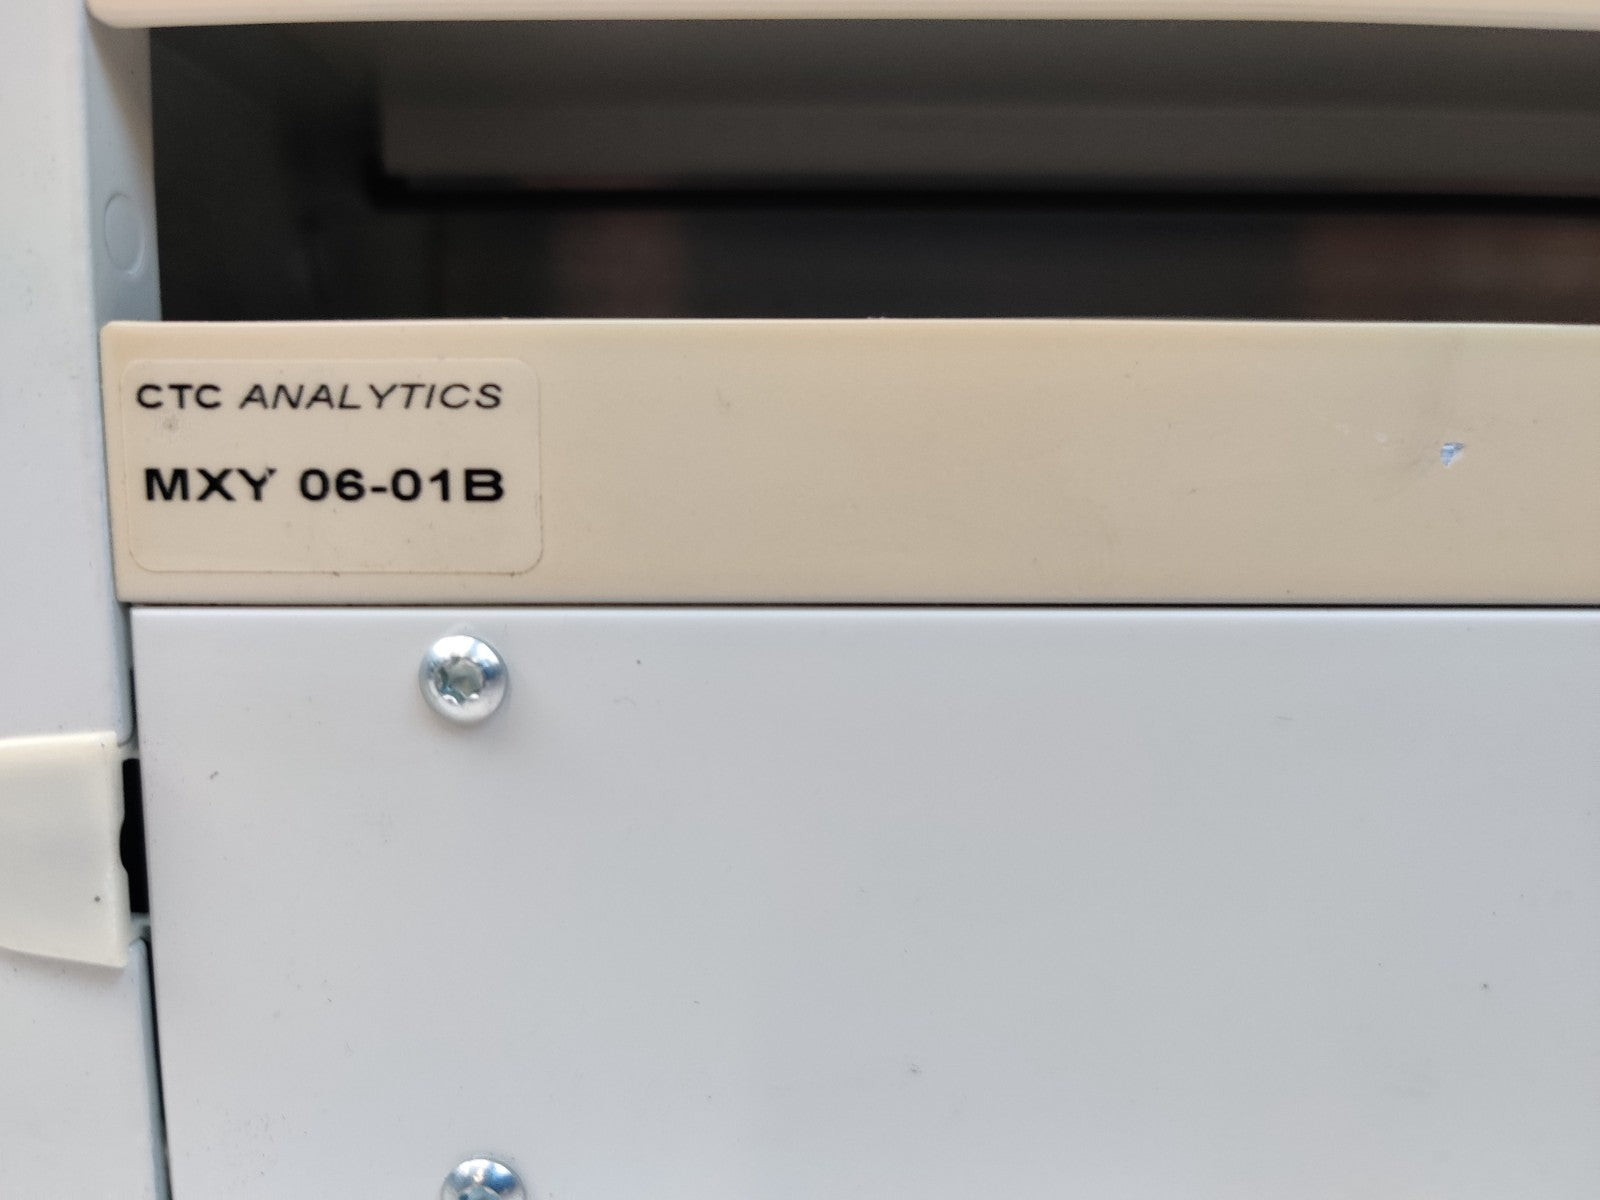 CTC ANALYTICS
MXY 06-01B